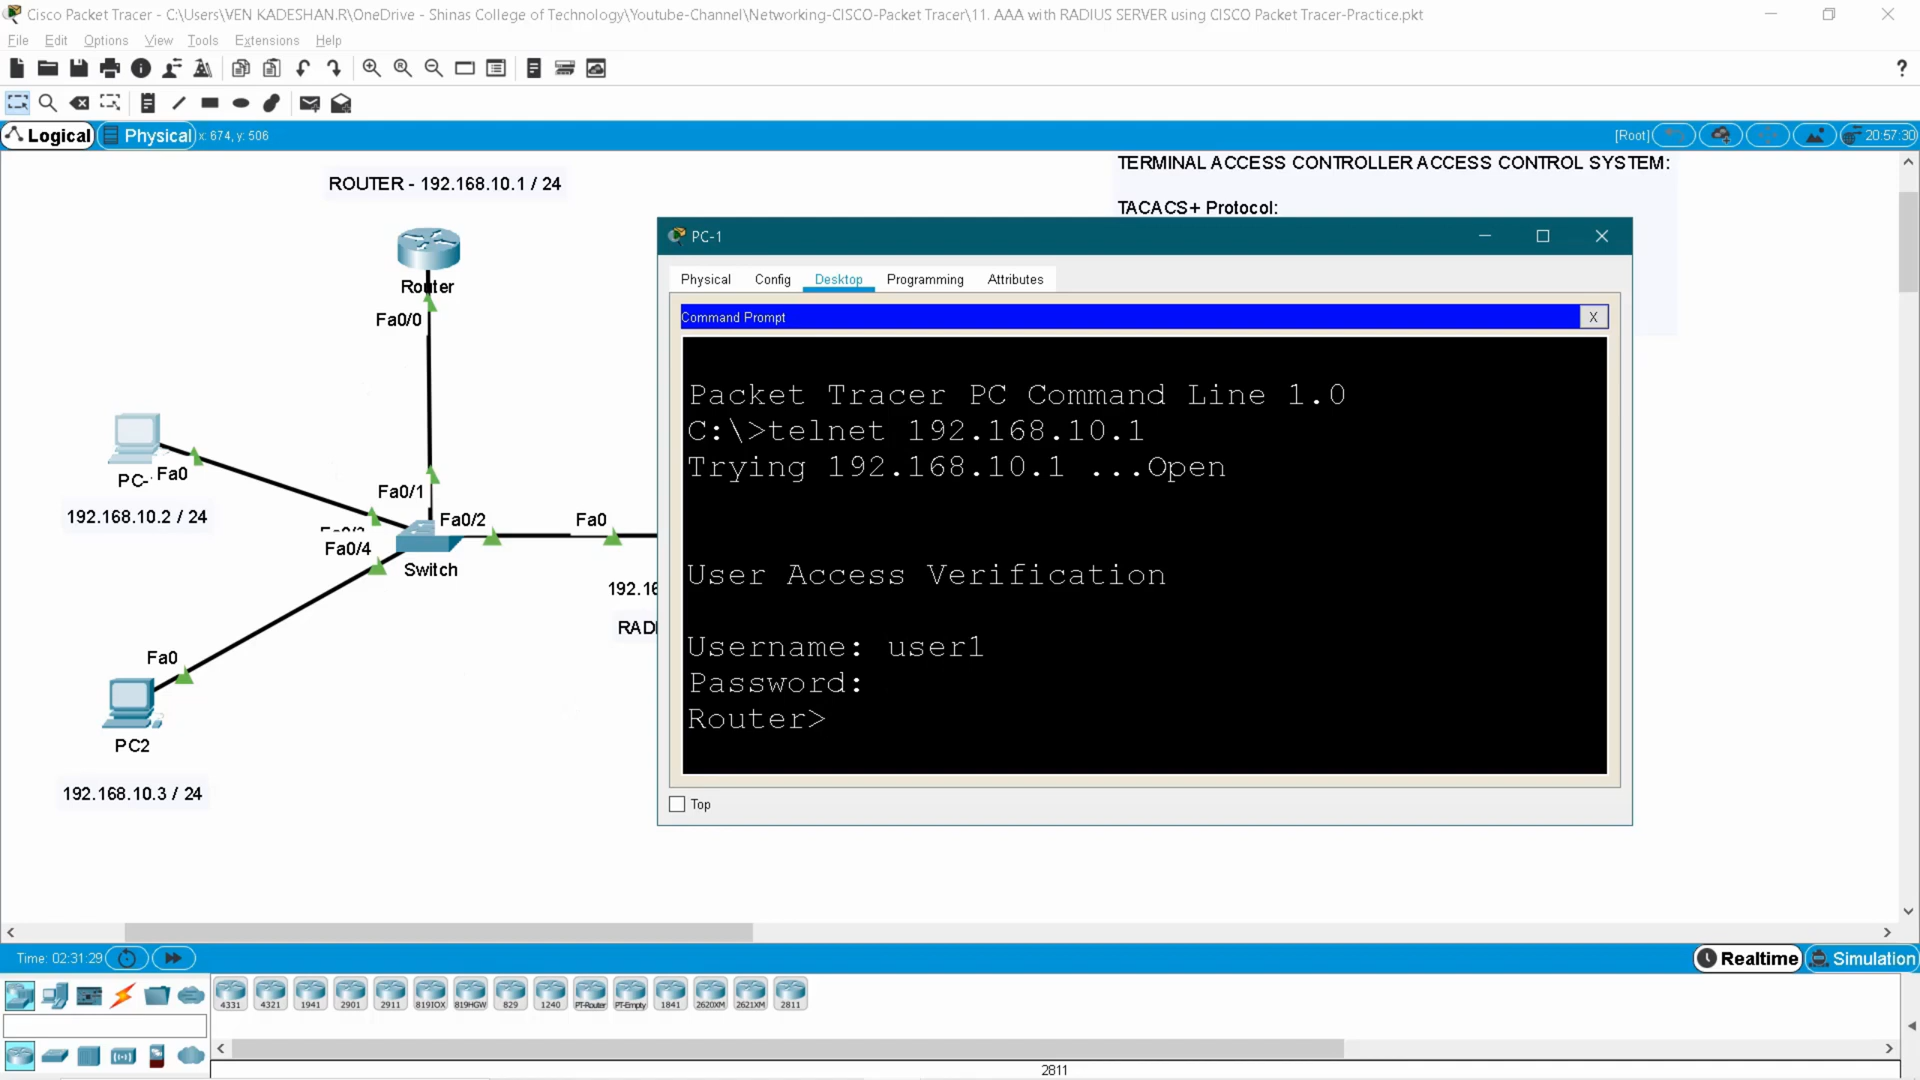 Cisco Packet Tracer - C:\Users\VEN KADESHAN.R\OneDrive - Shinas College of Technology\Youtube-Channel\Networking-CISCO-Packet Tracer\11. AAA with RADIUS SERVER using CISCO Packet Tracer-Practice.pkt
File Edit Options View Tools Extensions Help
?
Logical Physical x: 674, y: 506 [Root] 20:57:30
TERMINAL ACCESS CONTROLLER ACCESS CONTROL SYSTEM:
TACACS+ Protocol:
ROUTER - 192.168.10.1 / 24
Router
Fa0/0
PC- Fa0
192.168.10.2 / 24
Fa0/1
Fa0/2
Fa0
Fa0/4
Switch
192.16
RADI
Fa0
PC2
192.168.10.3 / 24
PC-1
Physical Config Desktop Programming Attributes
Command Prompt X
Packet Tracer PC Command Line 1.0
C:\>telnet 192.168.10.1
Trying 192.168.10.1 ...Open
User Access Verification
Username: user1
Password:
Router>
Top
Time: 02:31:29
Realtime Simulation
4331 4321 1941 2901 2911 819IOX 819HGW 829 1240 PT-Router PT-Empty 1841 2620XM 2621XM 2811
2811